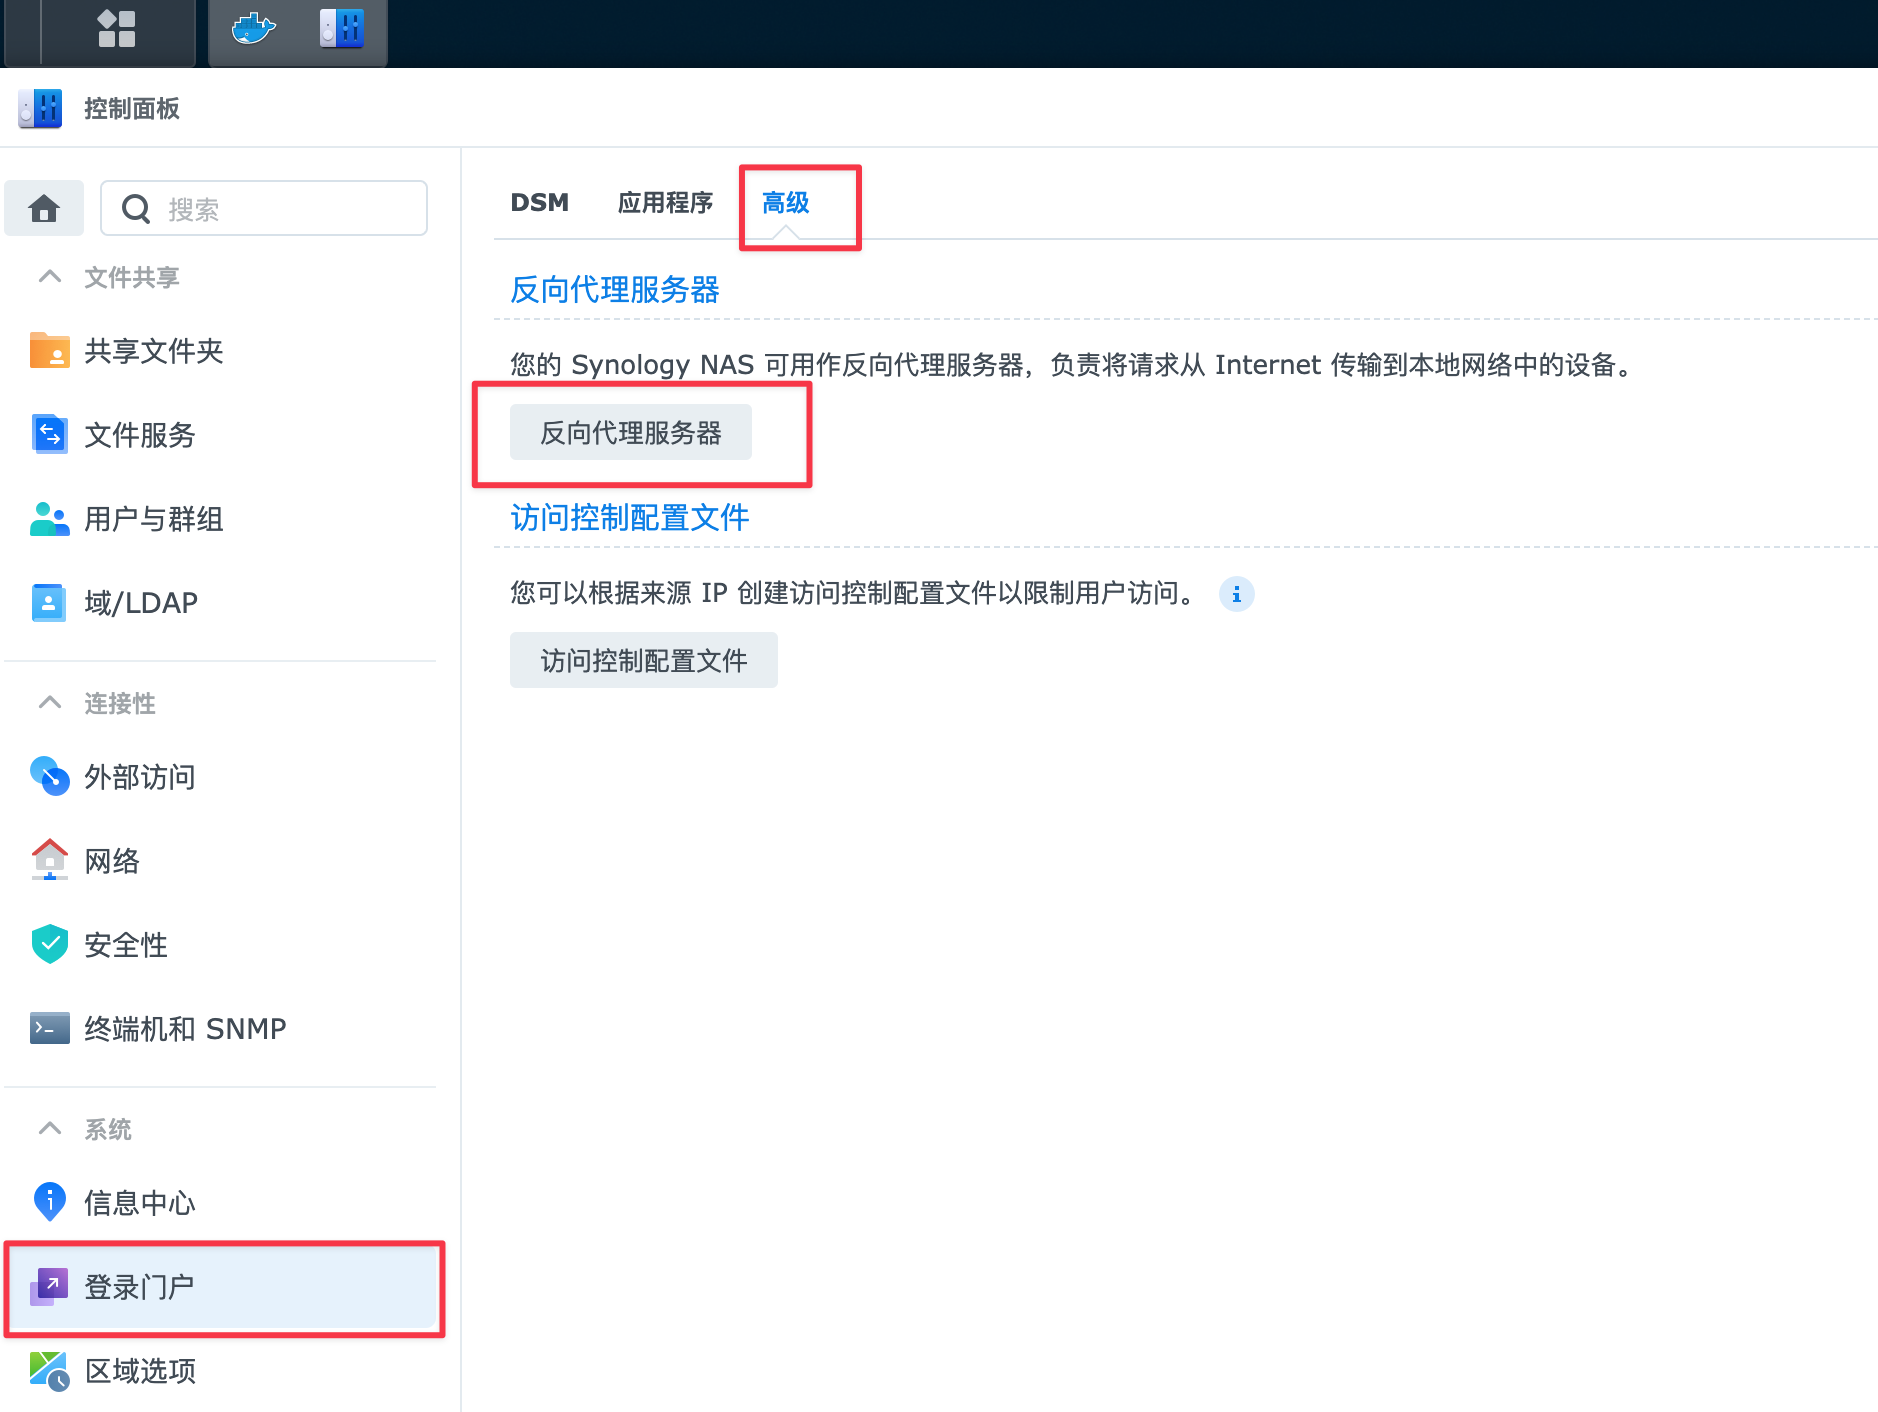 控制面板
搜索
文件共享
共享文件夹
文件服务
用户与群组
域/LDAP
连接性
外部访问
网络
安全性
终端机和 SNMP
系统
信息中心
登录门户
区域选项
DSM 应用程序 高级
反向代理服务器
您的 Synology NAS 可用作反向代理服务器，负责将请求从 Internet 传输到本地网络中的设备。
反向代理服务器
访问控制配置文件
您可以根据来源 IP 创建访问控制配置文件以限制用户访问。
访问控制配置文件